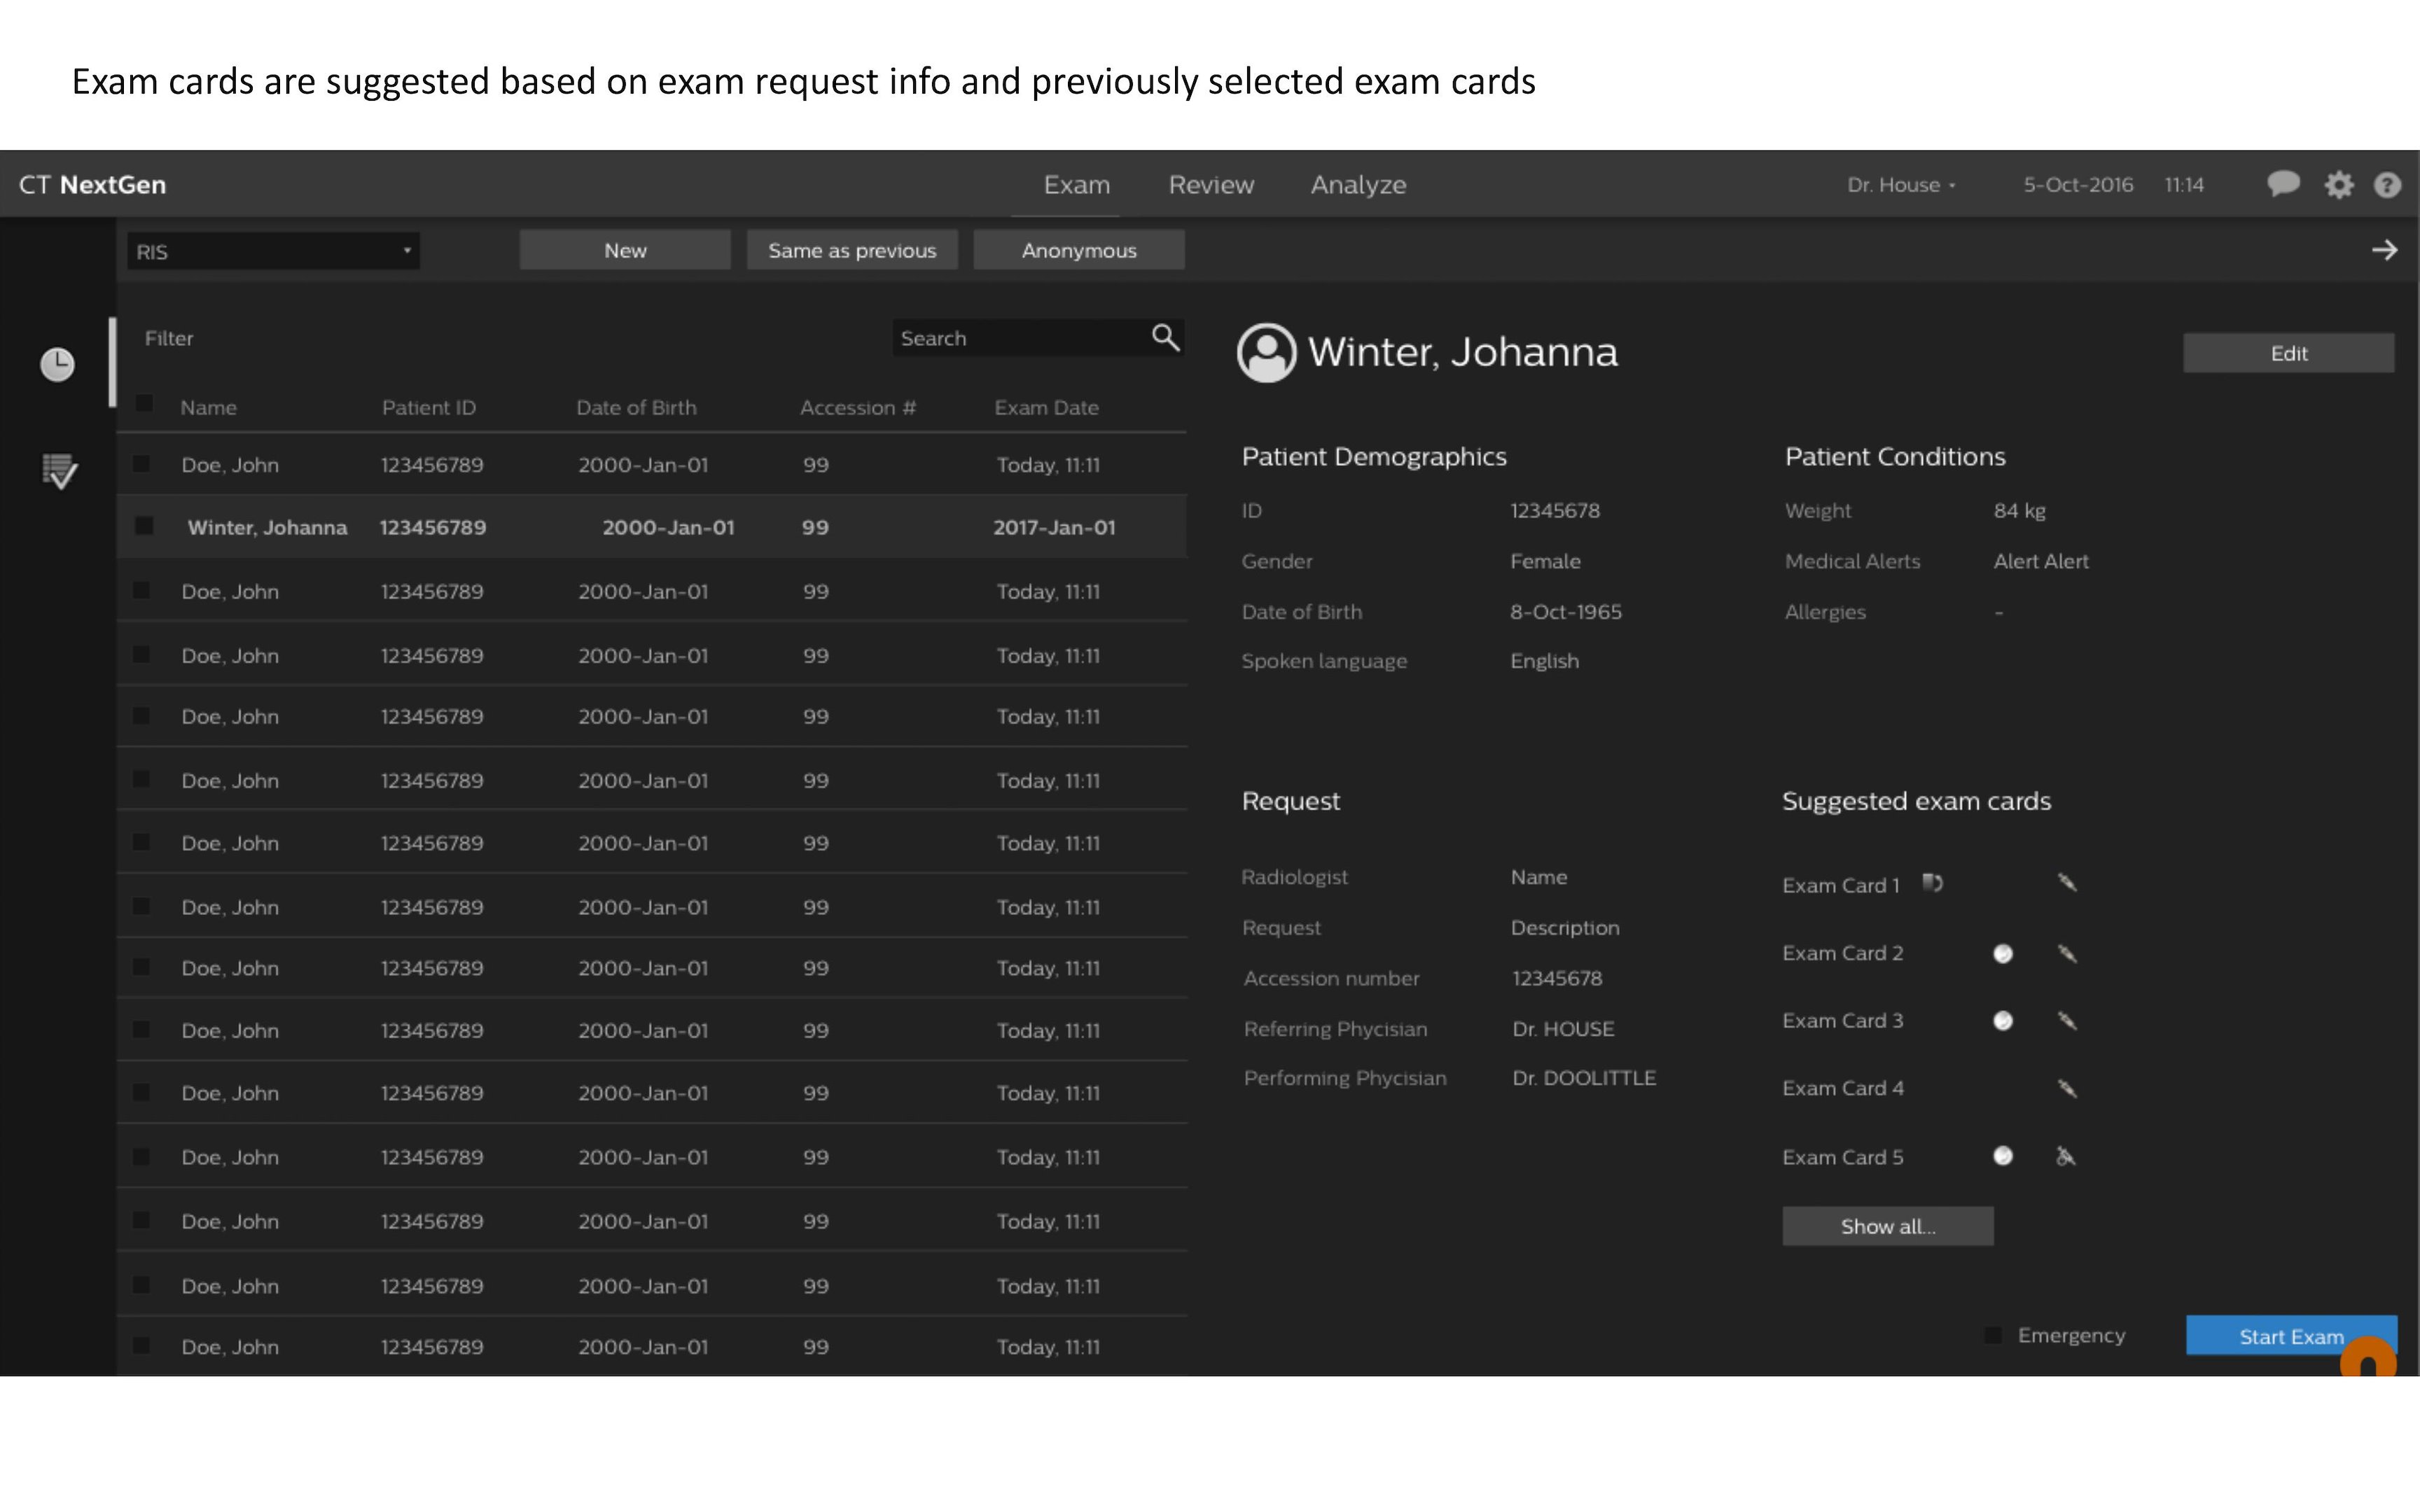 Exam cards are suggested based on exam request info and previously selected exam cards
CT NextGen Exam Review Analyze Dr. House 5-Oct-2016 11:14
RIS New Same as previous Anonymous
Filter Search
Name Patient ID Date of Birth Accession # Exam Date
Doe, John 123456789 2000-Jan-01 99 Today, 11:11
Winter, Johanna 123456789 2000-Jan-01 99 2017-Jan-01
Doe, John 123456789 2000-Jan-01 99 Today, 11:11
Doe, John 123456789 2000-Jan-01 99 Today, 11:11
Doe, John 123456789 2000-Jan-01 99 Today, 11:11
Doe, John 123456789 2000-Jan-01 99 Today, 11:11
Doe, John 123456789 2000-Jan-01 99 Today, 11:11
Doe, John 123456789 2000-Jan-01 99 Today, 11:11
Doe, John 123456789 2000-Jan-01 99 Today, 11:11
Doe, John 123456789 2000-Jan-01 99 Today, 11:11
Doe, John 123456789 2000-Jan-01 99 Today, 11:11
Doe, John 123456789 2000-Jan-01 99 Today, 11:11
Doe, John 123456789 2000-Jan-01 99 Today, 11:11
Doe, John 123456789 2000-Jan-01 99 Today, 11:11
Doe, John 123456789 2000-Jan-01 99 Today, 11:11
Winter, Johanna Edit
Patient Demographics
ID 12345678
Gender Female
Date of Birth 8-Oct-1965
Spoken language English
Patient Conditions
Weight 84 kg
Medical Alerts Alert Alert
Allergies -
Request
Radiologist Name
Request Description
Accession number 12345678
Referring Phycisian Dr. HOUSE
Performing Phycisian Dr. DOOLITTLE
Suggested exam cards
Exam Card 1
Exam Card 2
Exam Card 3
Exam Card 4
Exam Card 5
Show all...
Emergency Start Exam